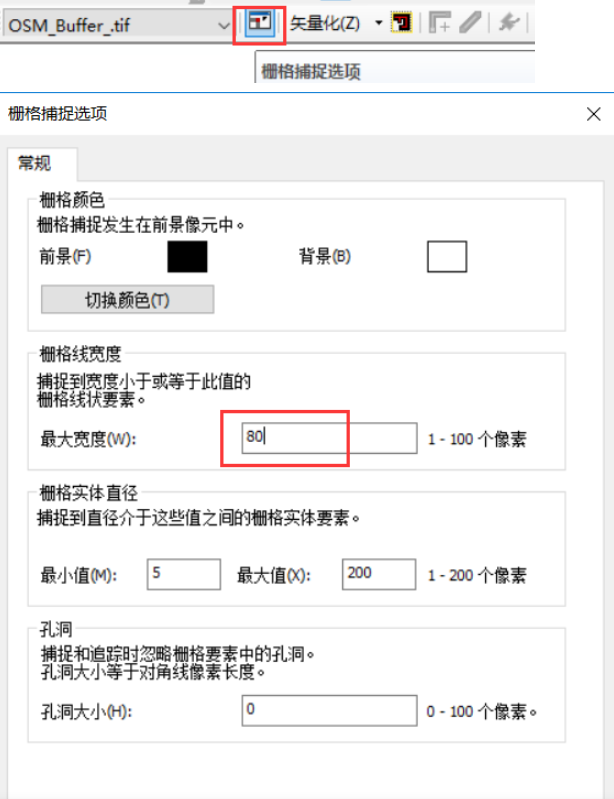 OSM_Buffer_.tif 矢量化(Z)
栅格捕捉选项
栅格捕捉选项
常规
栅格颜色
栅格捕捉发生在前景像元中。
前景(F) 背景(B)
切换颜色(T)
栅格线宽度
捕捉到宽度小于或等于此值的
栅格线状要素。
最大宽度(W): 80 1 - 100 个像素
栅格实体直径
捕捉到直径介于这些值之间的栅格实体要素。
最小值(M): 5 最大值(X): 200 1 - 200 个像素
孔洞
捕捉和追踪时忽略栅格要素中的孔洞。
孔洞大小等于对角线像素长度。
孔洞大小(H): 0 0 - 100 个像素。